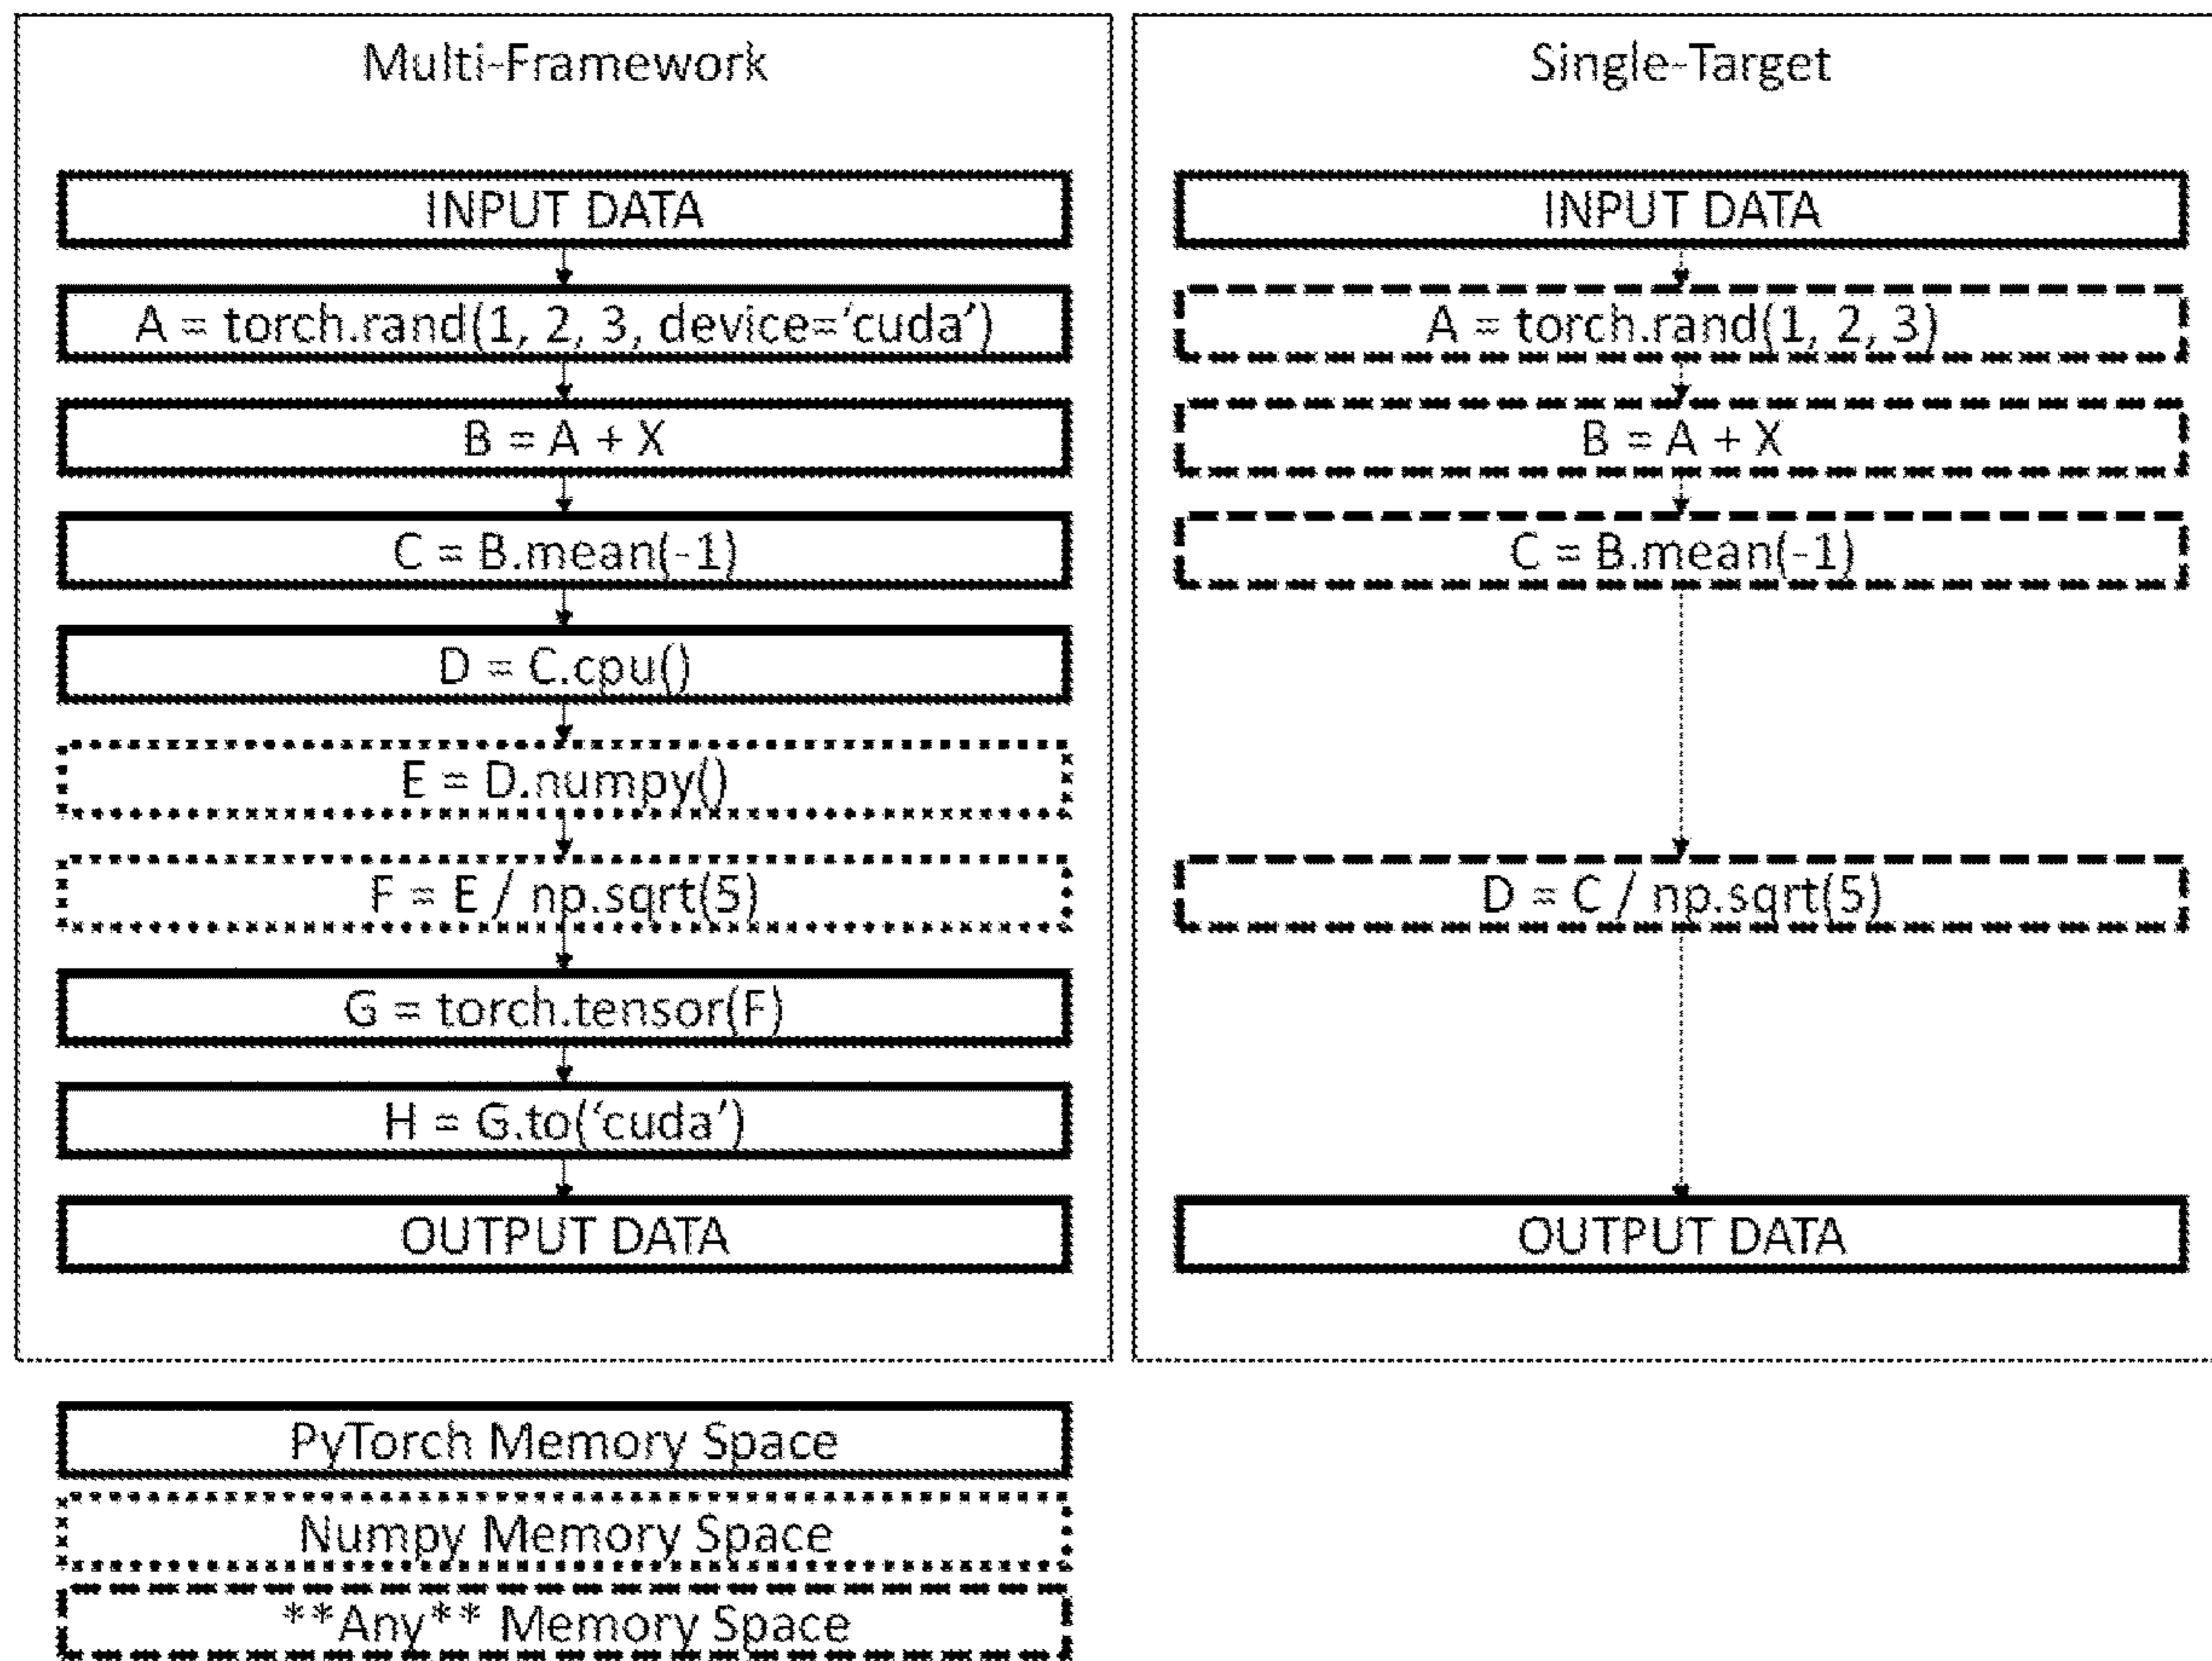 Multi-Framework
INPUT DATA
A = torch.rand(1, 2, 3, device=‘cuda’)
B = A + X
C = B.mean(-1)
D = C.cpu()
E = D.numpy()
F = E / np.sqrt(5)
G = torch.tensor(F)
H = G.to(‘cuda’)
OUTPUT DATA
Single-Target
INPUT DATA
A = torch.rand(1, 2, 3)
B = A + X
C = B.mean(-1)
D = C / np.sqrt(5)
OUTPUT DATA
PyTorch Memory Space
Numpy Memory Space
**Any** Memory Space